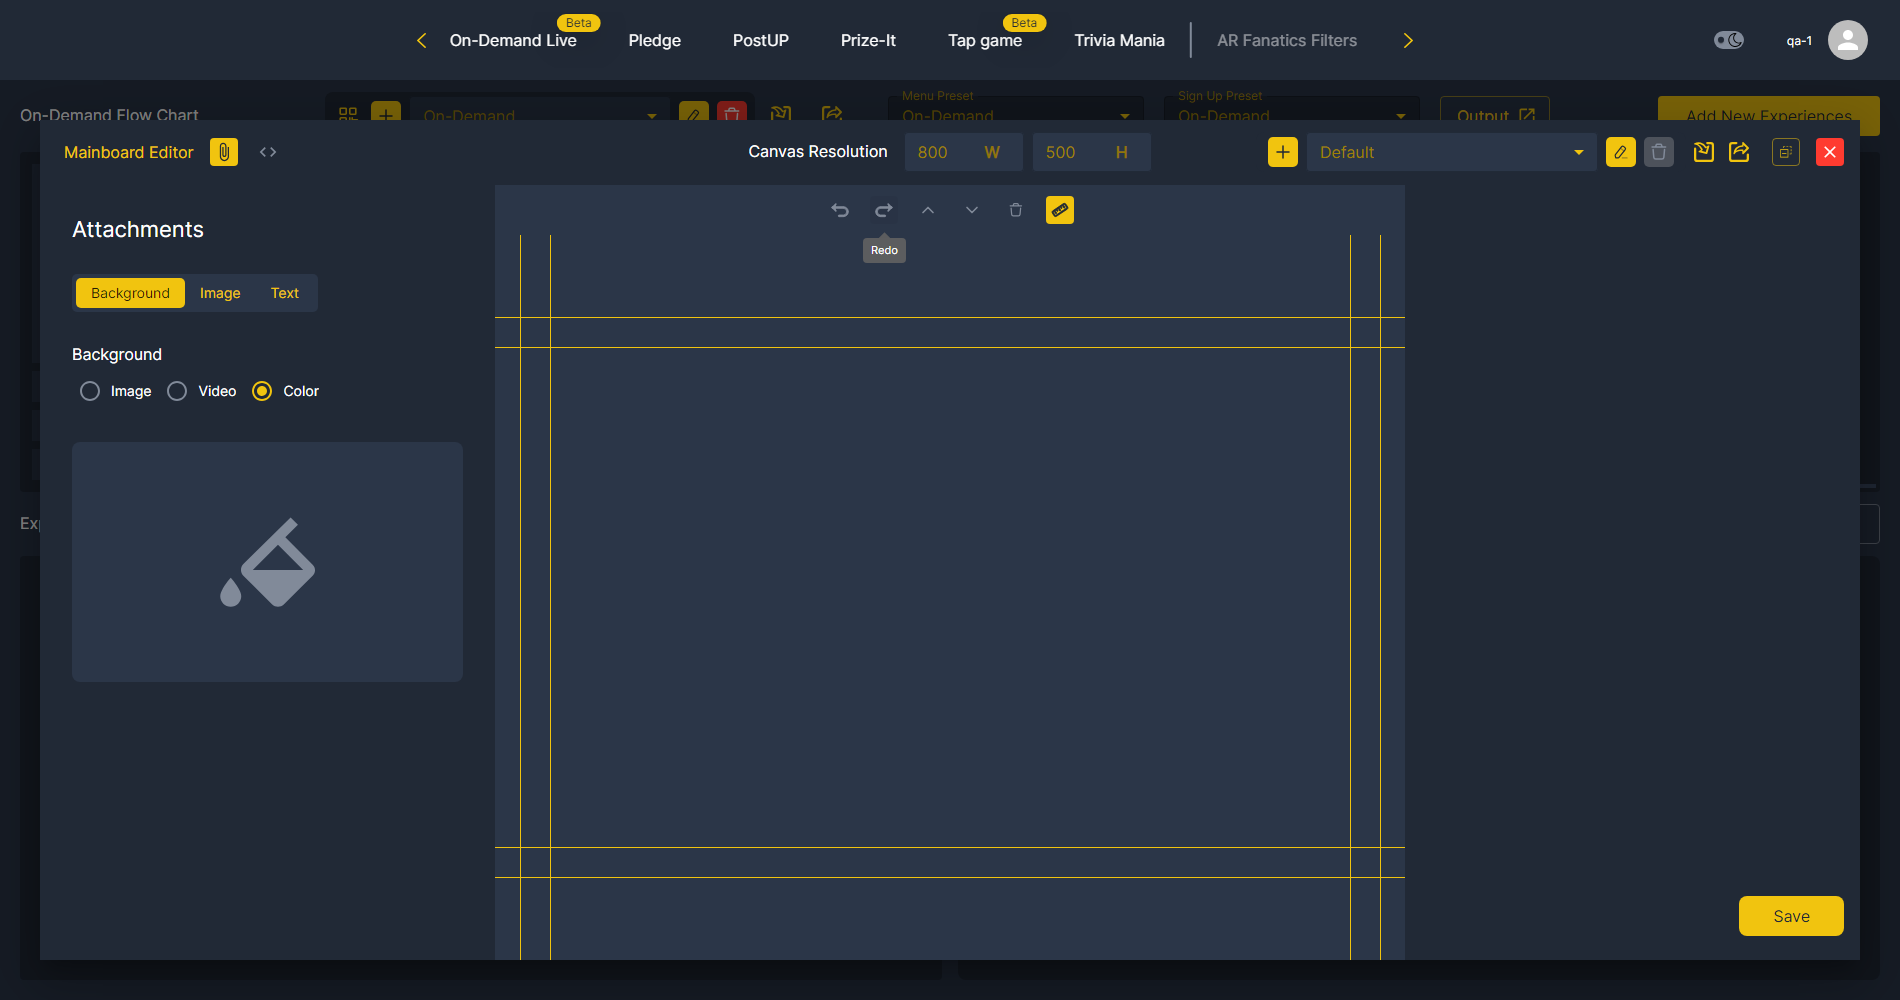 Beta
Beta
On-Demand Live
Pledge
PostUP
Prize-It
Tap game
Trivia Mania
AR Fanatics Filters
qa-1
On-Demand Flow Chart
On-Demand
Menu Preset
On-Demand
Sign Up Preset
On-Demand
Output
Add New Experiences
Mainboard Editor
Canvas Resolution
800 W
500 H
Default
Attachments
Redo
Background
Image
Text
Background
Image
Video
Color
Save